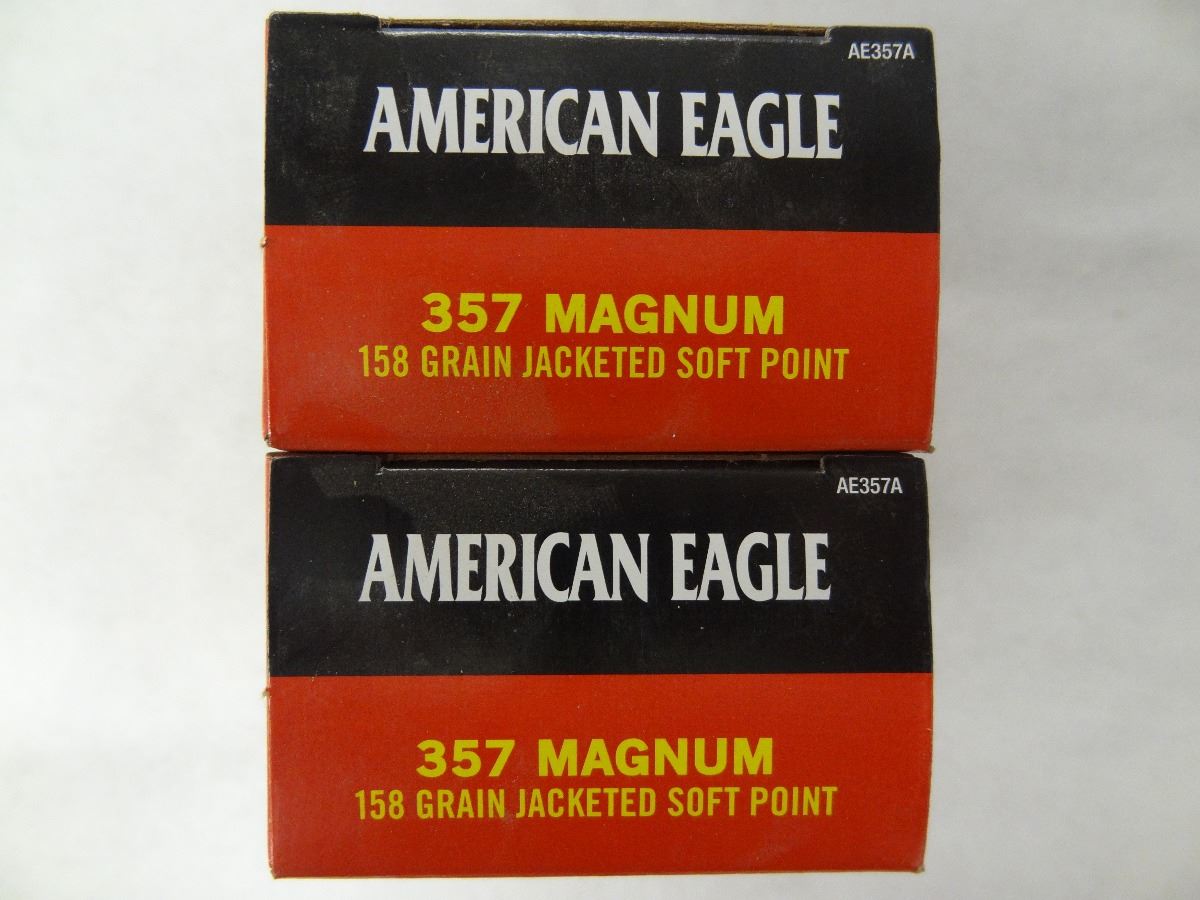 AE357A
AMERICAN EAGLE
357 MAGNUM
158 GRAIN JACKETED SOFT POINT
AE357A
AMERICAN EAGLE
357 MAGNUM
158 GRAIN JACKETED SOFT POINT